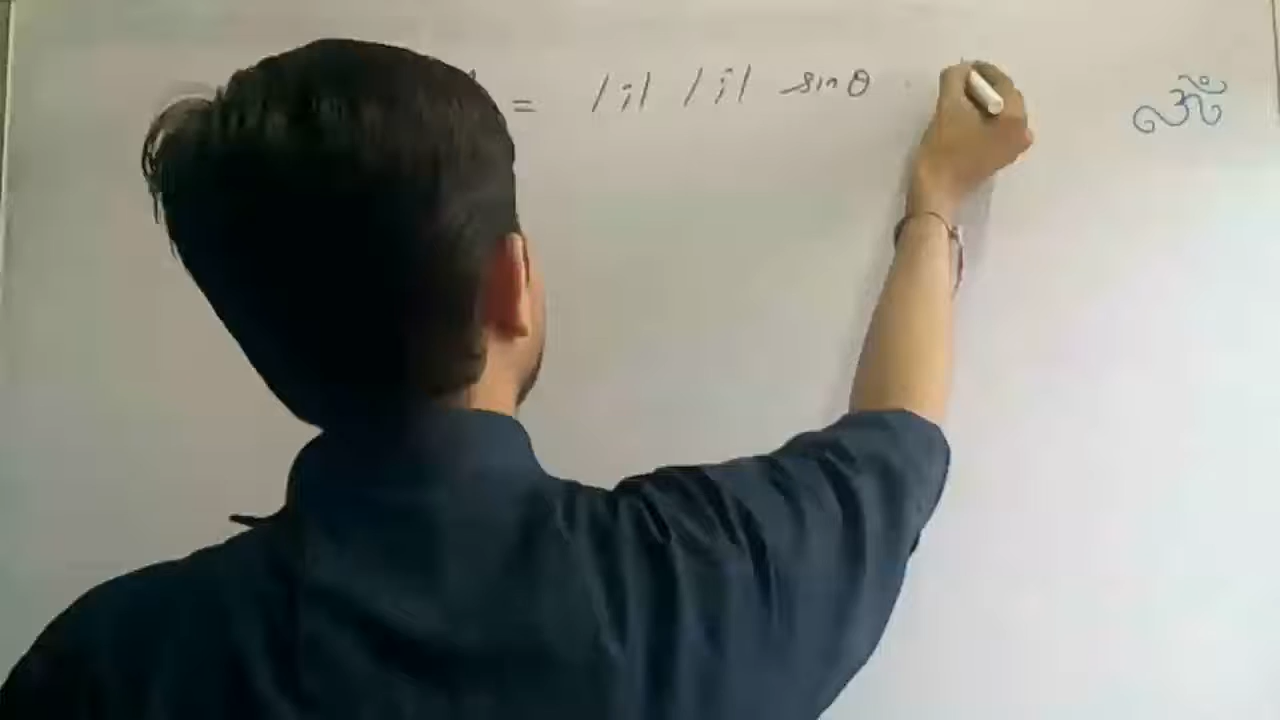 = |i| |j| sinθ .
ૐ